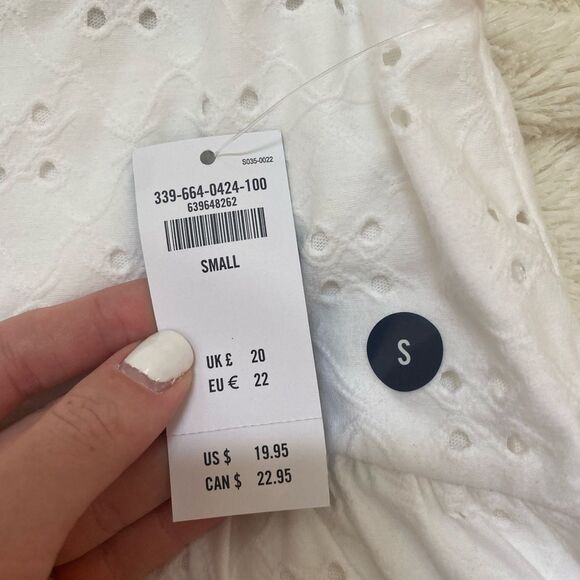 S035-0022
339-664-0424-100
639648262
SMALL
UK £ 20
EU € 22
US $ 19.95
CAN $ 22.95
S